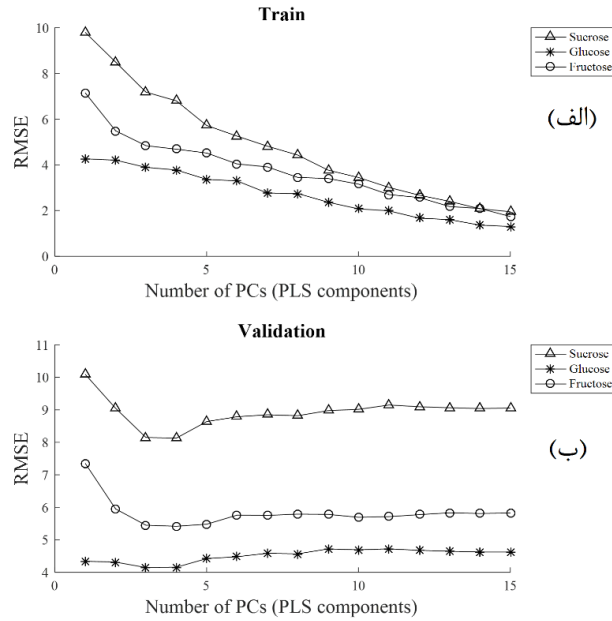 Train
10
8
6
4
2
0
RMSE
0
5
10
15
Number of PCs (PLS components)
Sucrose
Glucose
Fructose
(الف)
Validation
11
10
9
8
7
6
5
4
RMSE
0
5
10
15
Number of PCs (PLS components)
Sucrose
Glucose
Fructose
(ب)